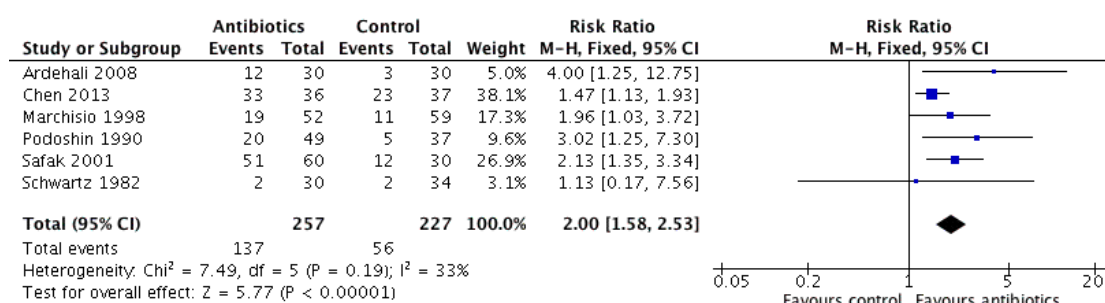 Antibiotics Control Risk Ratio Risk Ratio
Study or Subgroup Events Total Events Total Weight M-H, Fixed, 95% CI M-H, Fixed, 95% CI
Ardehali 2008 12 30 3 30 5.0% 4.00 [1.25, 12.75]
Chen 2013 33 36 23 37 38.1% 1.47 [1.13, 1.93]
Marchisio 1998 19 52 11 59 17.3% 1.96 [1.03, 3.72]
Podoshin 1990 20 49 5 37 9.6% 3.02 [1.25, 7.30]
Safak 2001 51 60 12 30 26.9% 2.13 [1.35, 3.34]
Schwartz 1982 2 30 2 34 3.1% 1.13 [0.17, 7.56]
Total (95% CI) 257 227 100.0% 2.00 [1.58, 2.53]
Total events 137 56
Heterogeneity: Chi² = 7.49, df = 5 (P = 0.19); I² = 33%
Test for overall effect: Z = 5.77 (P < 0.00001)
0.05 0.2 1 5 20
Favours control Favours antibiotics